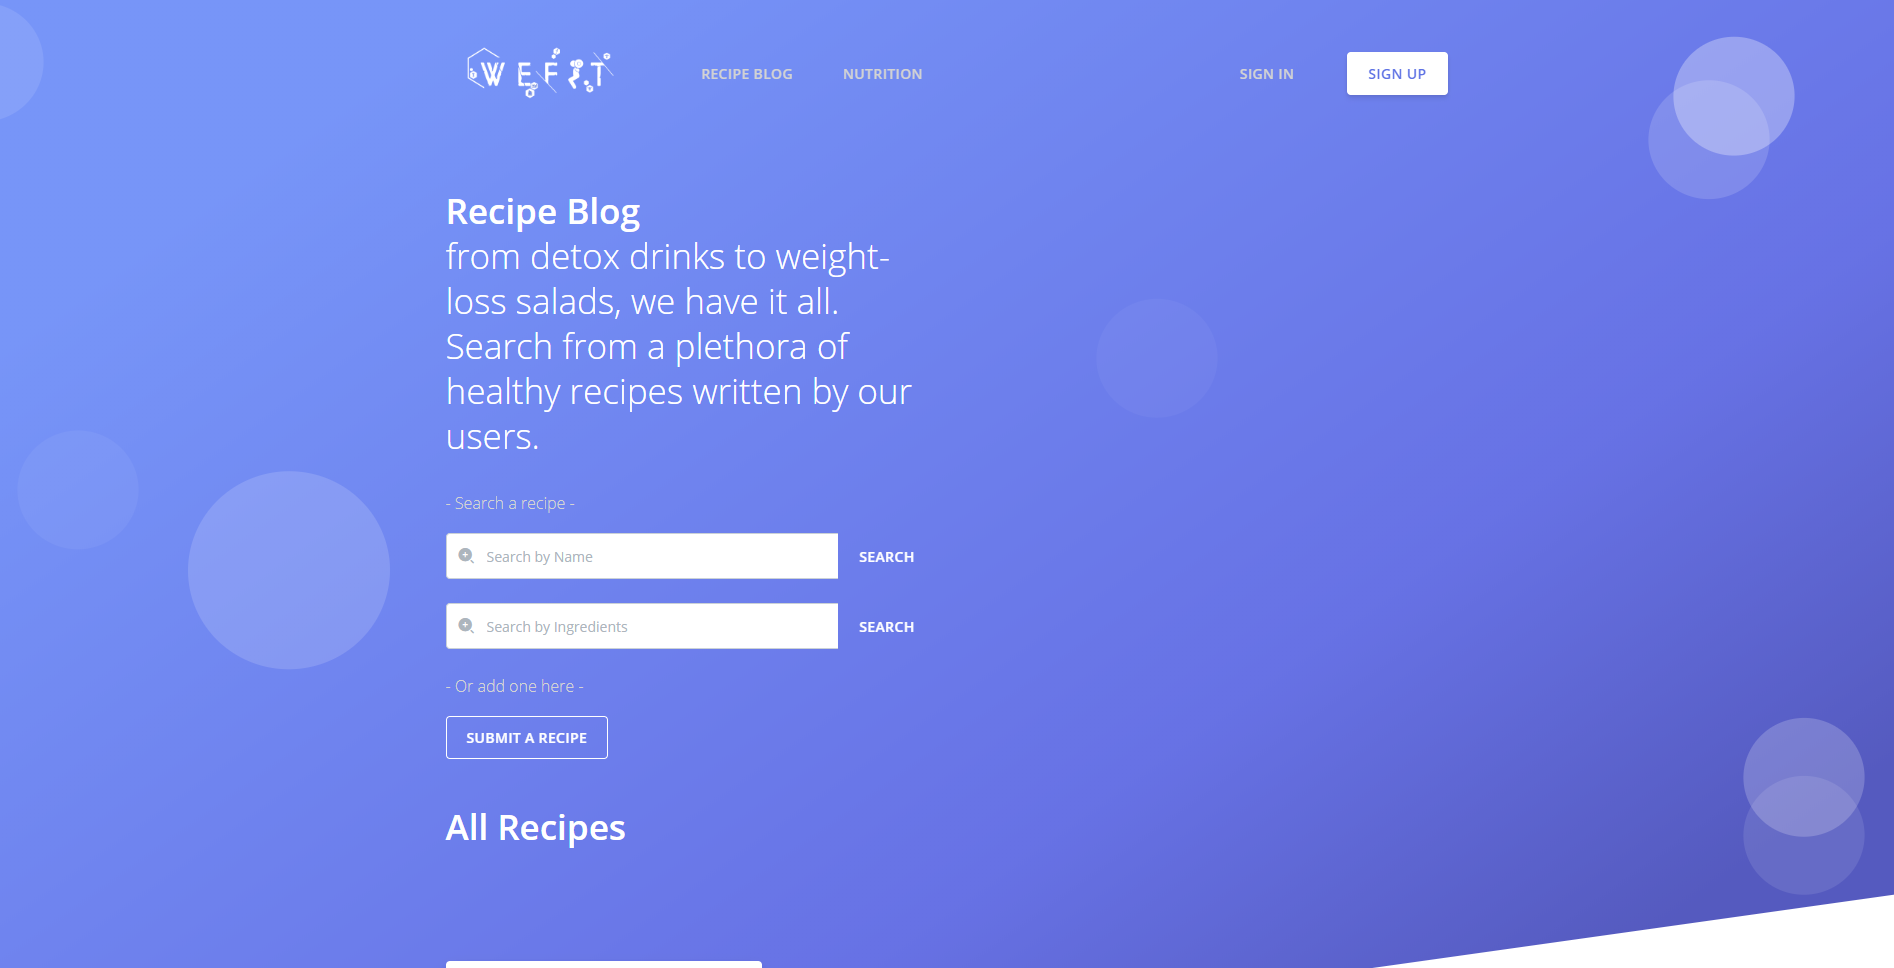 WEFIT
RECIPE BLOG
NUTRITION
SIGN IN
SIGN UP
Recipe Blog
from detox drinks to weight-
loss salads, we have it all.
Search from a plethora of
healthy recipes written by our
users.
- Search a recipe -
Search by Name
SEARCH
Search by Ingredients
SEARCH
- Or add one here -
SUBMIT A RECIPE
All Recipes